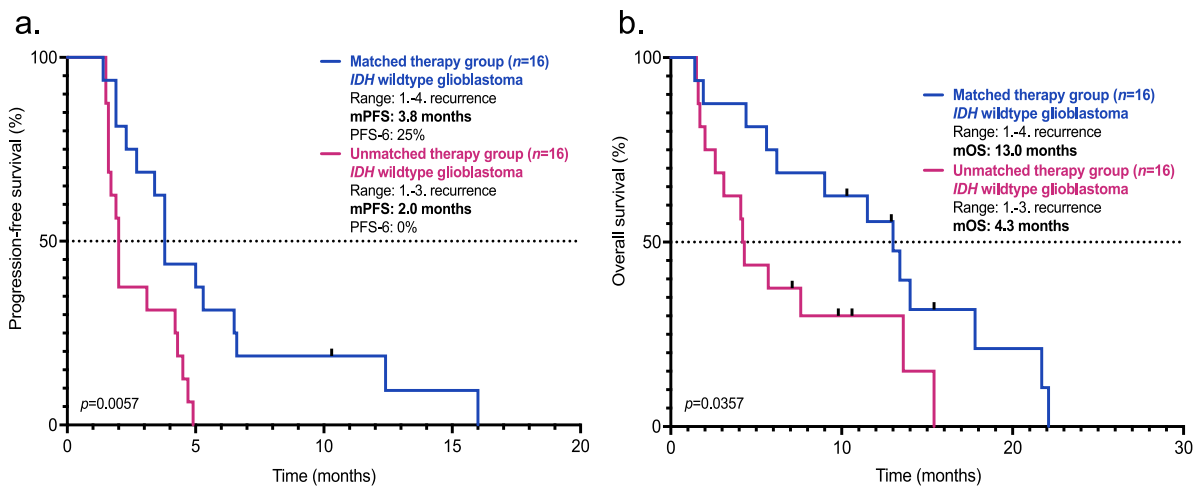 a.
Progression-free survival (%)
100
50
0
Matched therapy group (n=16)
IDH wildtype glioblastoma
Range: 1.-4. recurrence
mPFS: 3.8 months
PFS-6: 25%
Unmatched therapy group (n=16)
IDH wildtype glioblastoma
Range: 1.-3. recurrence
mPFS: 2.0 months
PFS-6: 0%
p=0.0057
0 5 10 15 20
Time (months)
b.
Overall survival (%)
100
50
0
Matched therapy group (n=16)
IDH wildtype glioblastoma
Range: 1.-4. recurrence
mOS: 13.0 months
Unmatched therapy group (n=16)
IDH wildtype glioblastoma
Range: 1.-3. recurrence
mOS: 4.3 months
p=0.0357
0 10 20 30
Time (months)